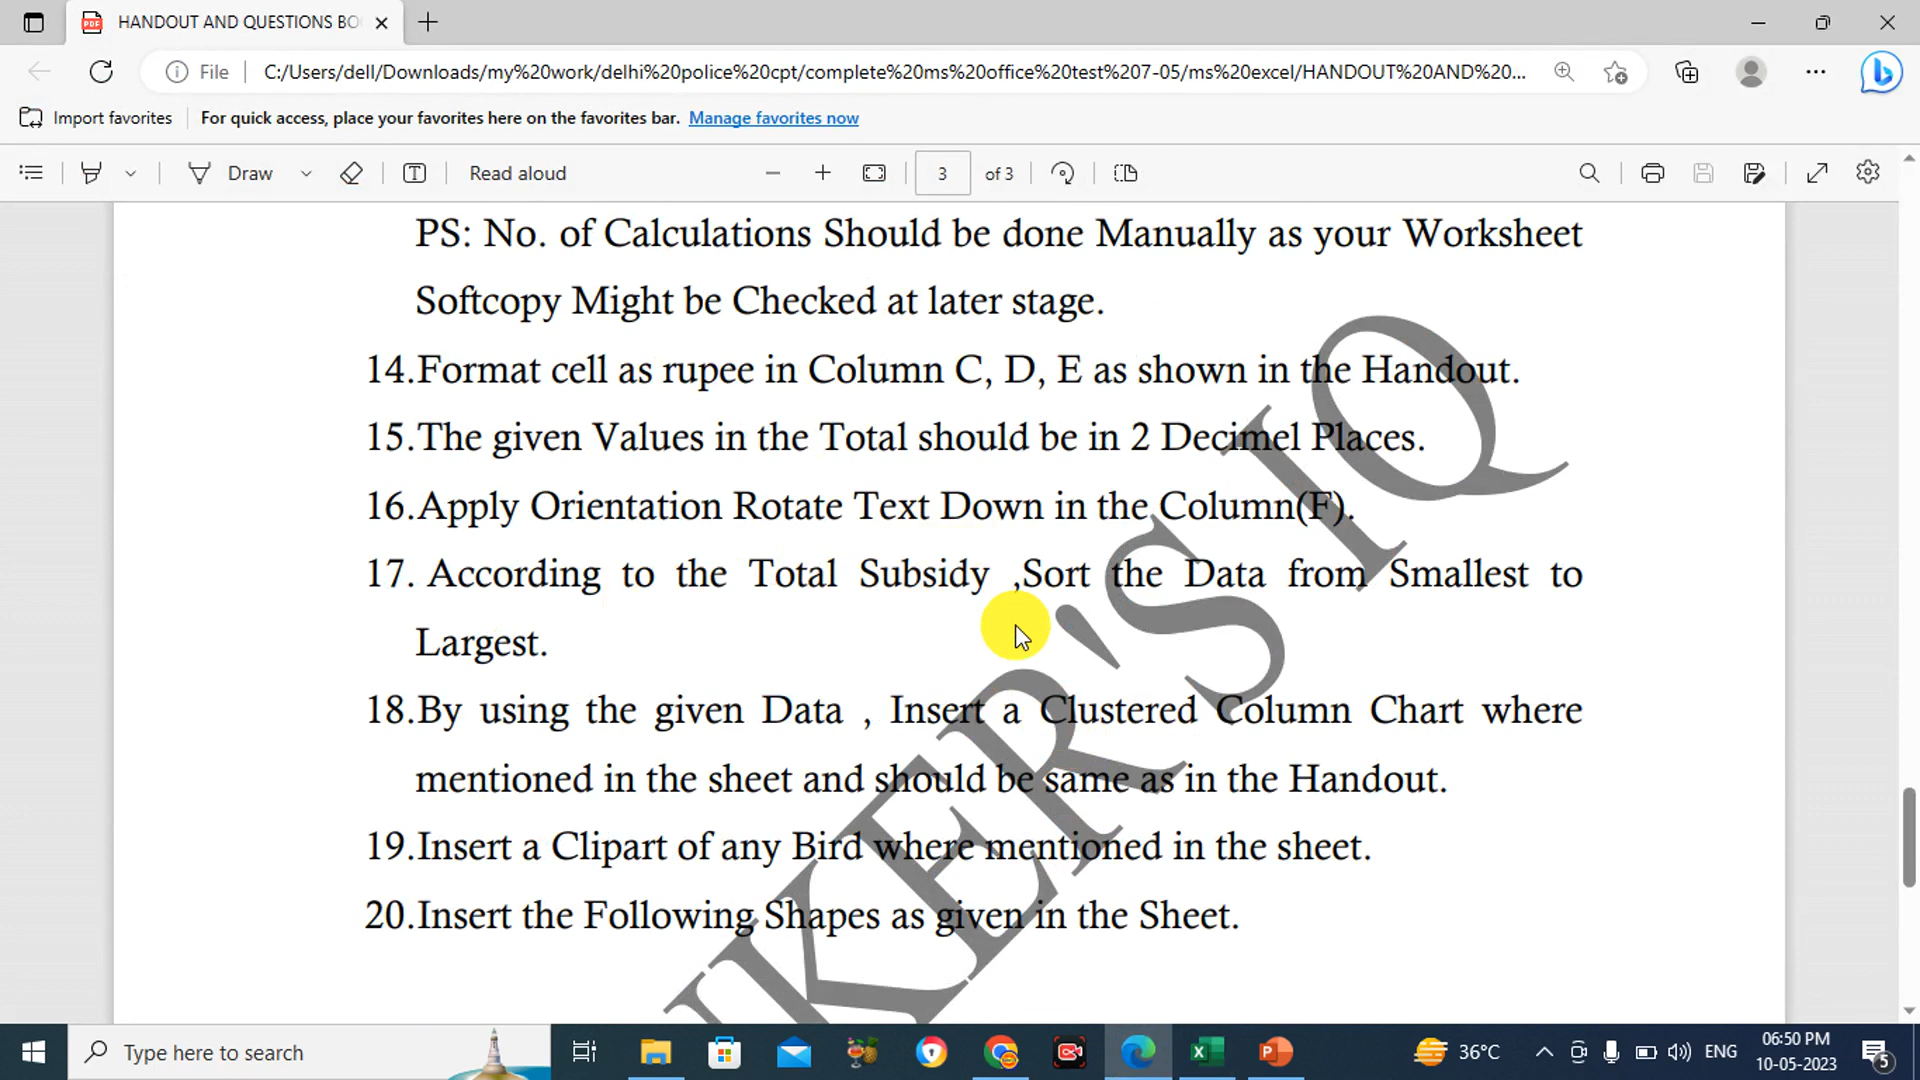 HANDOUT AND QUESTIONS BO
File
C:/Users/dell/Downloads/my%20work/delhi%20police%20cpt/complete%20ms%20office%20test%207-05/ms%20excel/HANDOUT%20AND%20...
Import favorites
For quick access, place your favorites here on the favorites bar. Manage favorites now
Draw
Read aloud
3 of 3
PS: No. of Calculations Should be done Manually as your Worksheet
Softcopy Might be Checked at later stage.
14.Format cell as rupee in Column C, D, E as shown in the Handout.
15.The given Values in the Total should be in 2 Decimel Places.
16.Apply Orientation Rotate Text Down in the Column(F).
17. According to the Total Subsidy ,Sort the Data from Smallest to
Largest.
18.By using the given Data , Insert a Clustered Column Chart where
mentioned in the sheet and should be same as in the Handout.
19.Insert a Clipart of any Bird where mentioned in the sheet.
20.Insert the Following Shapes as given in the Sheet.
NKER'S IQ
Type here to search
36°C
ENG
06:50 PM
10-05-2023
5